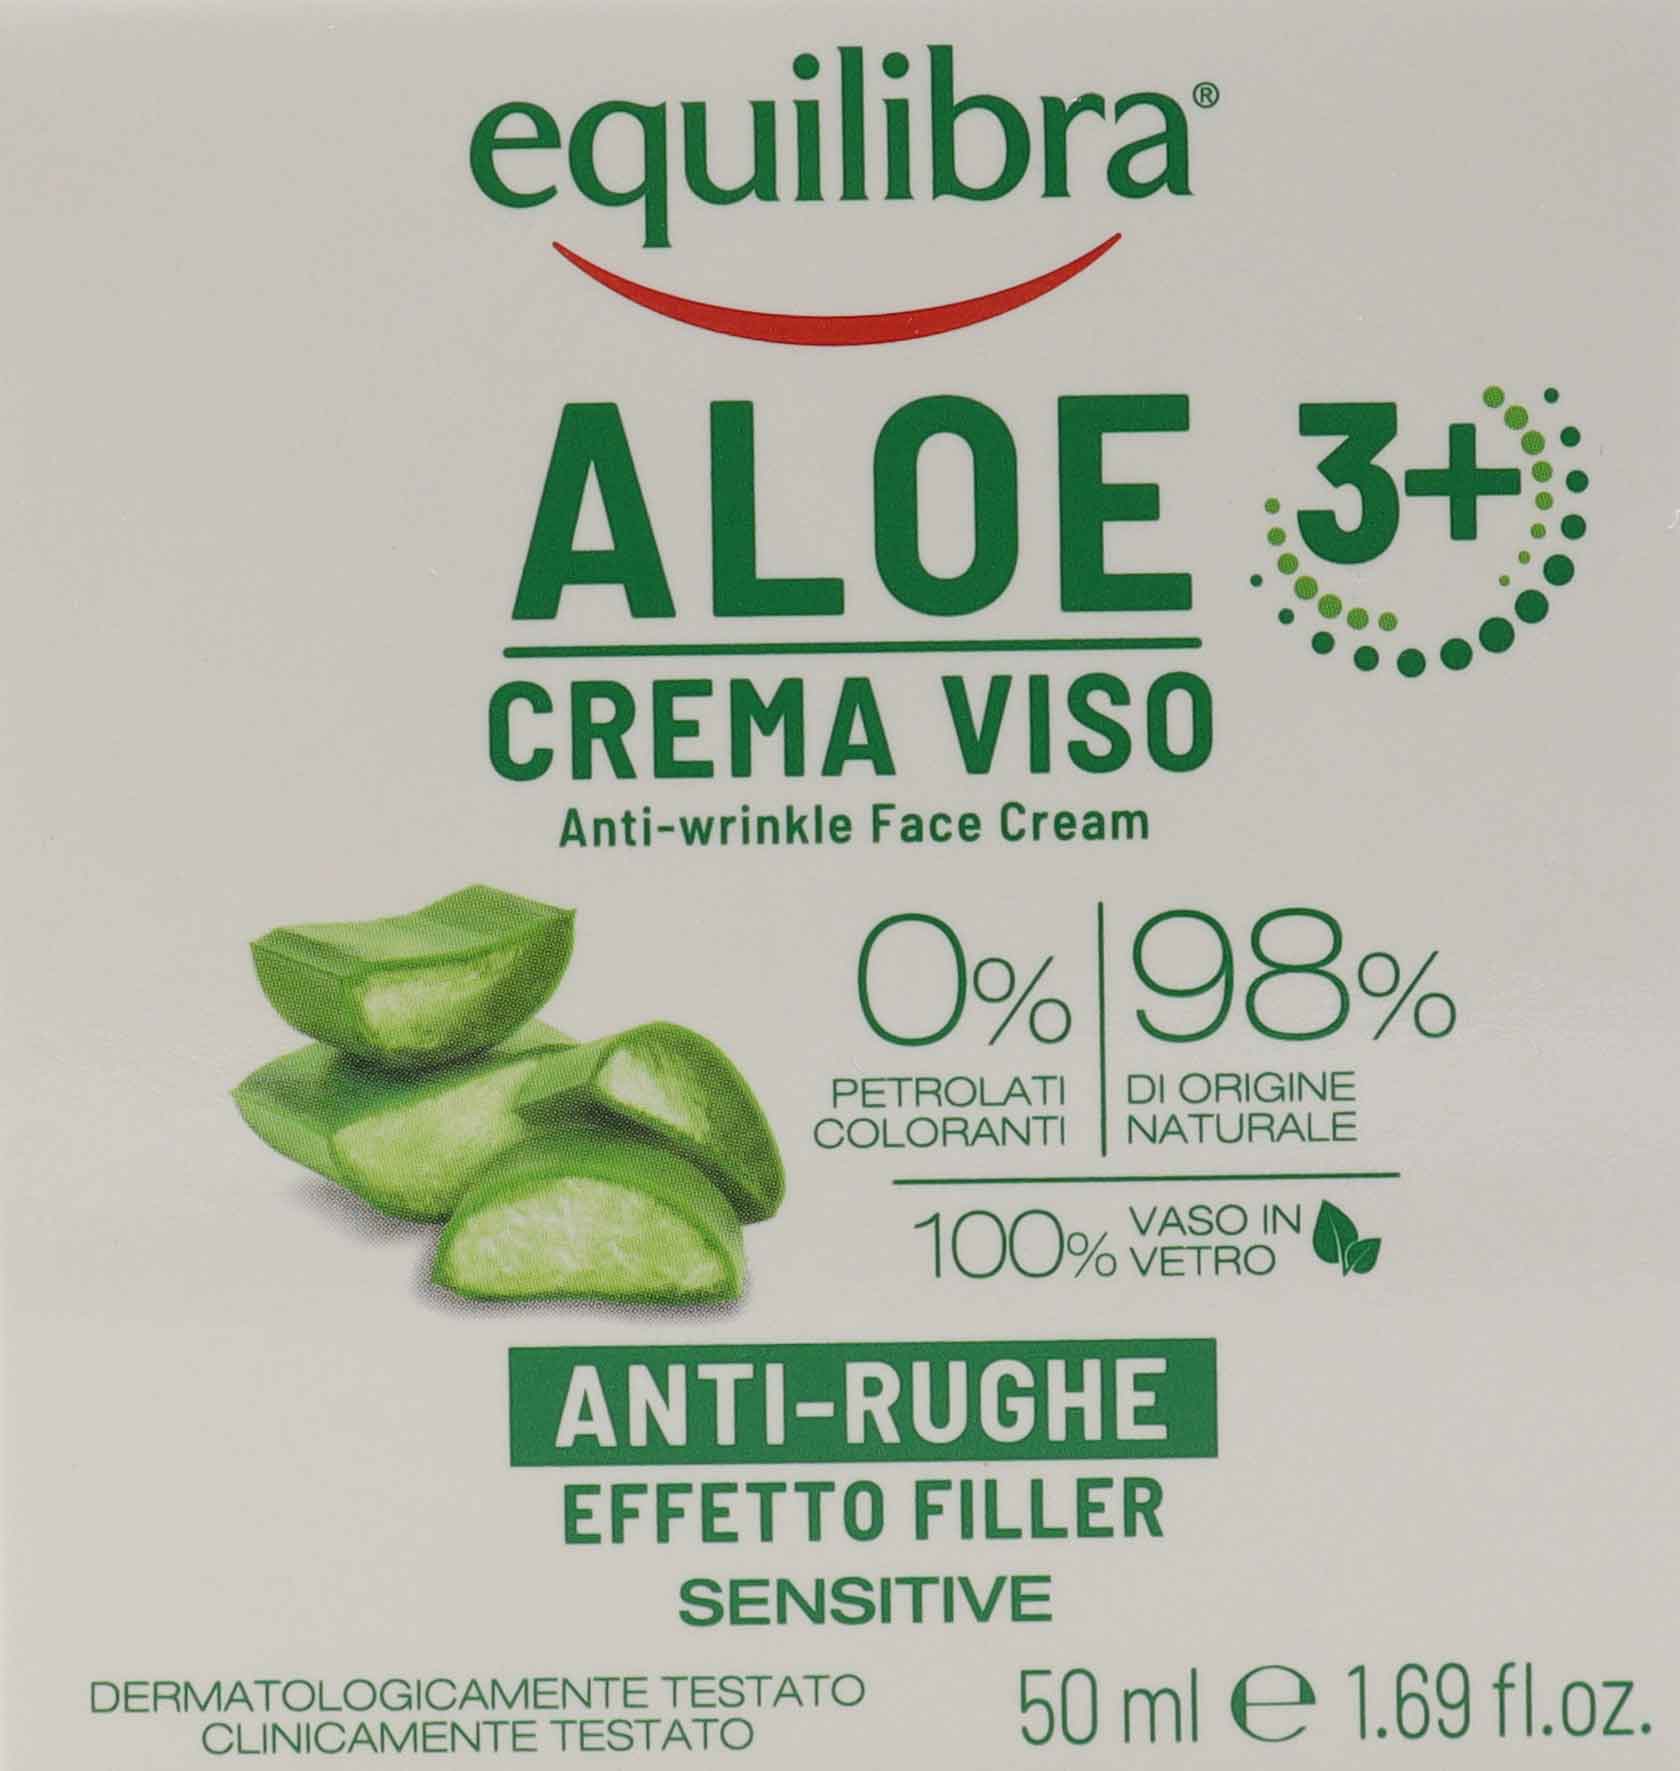 equilibra®
ALOE 3+
CREMA VISO
Anti-wrinkle Face Cream
0% 98%
PETROLATI
COLORANTI
DI ORIGINE
NATURALE
100% VASO IN
VETRO
ANTI-RUGHE
EFFETTO FILLER
SENSITIVE
DERMATOLOGICAMENTE TESTATO
CLINICAMENTE TESTATO
50 ml ℮ 1.69 fl.oz.